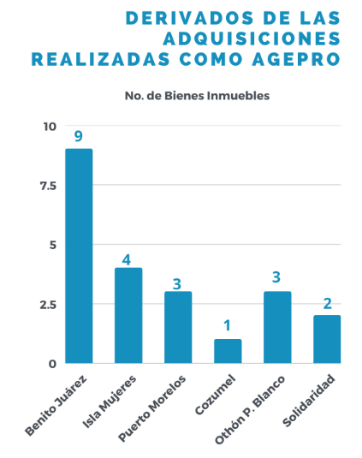 DERIVADOS DE LAS
ADQUISICIONES
REALIZADAS COMO AGEPRO
No. de Bienes Inmuebles
10
7.5
5
2.5
0
9
4
3
1
3
2
Benito Juárez
Isla Mujeres
Puerto Morelos
Cozumel
Othón P. Blanco
Solidaridad